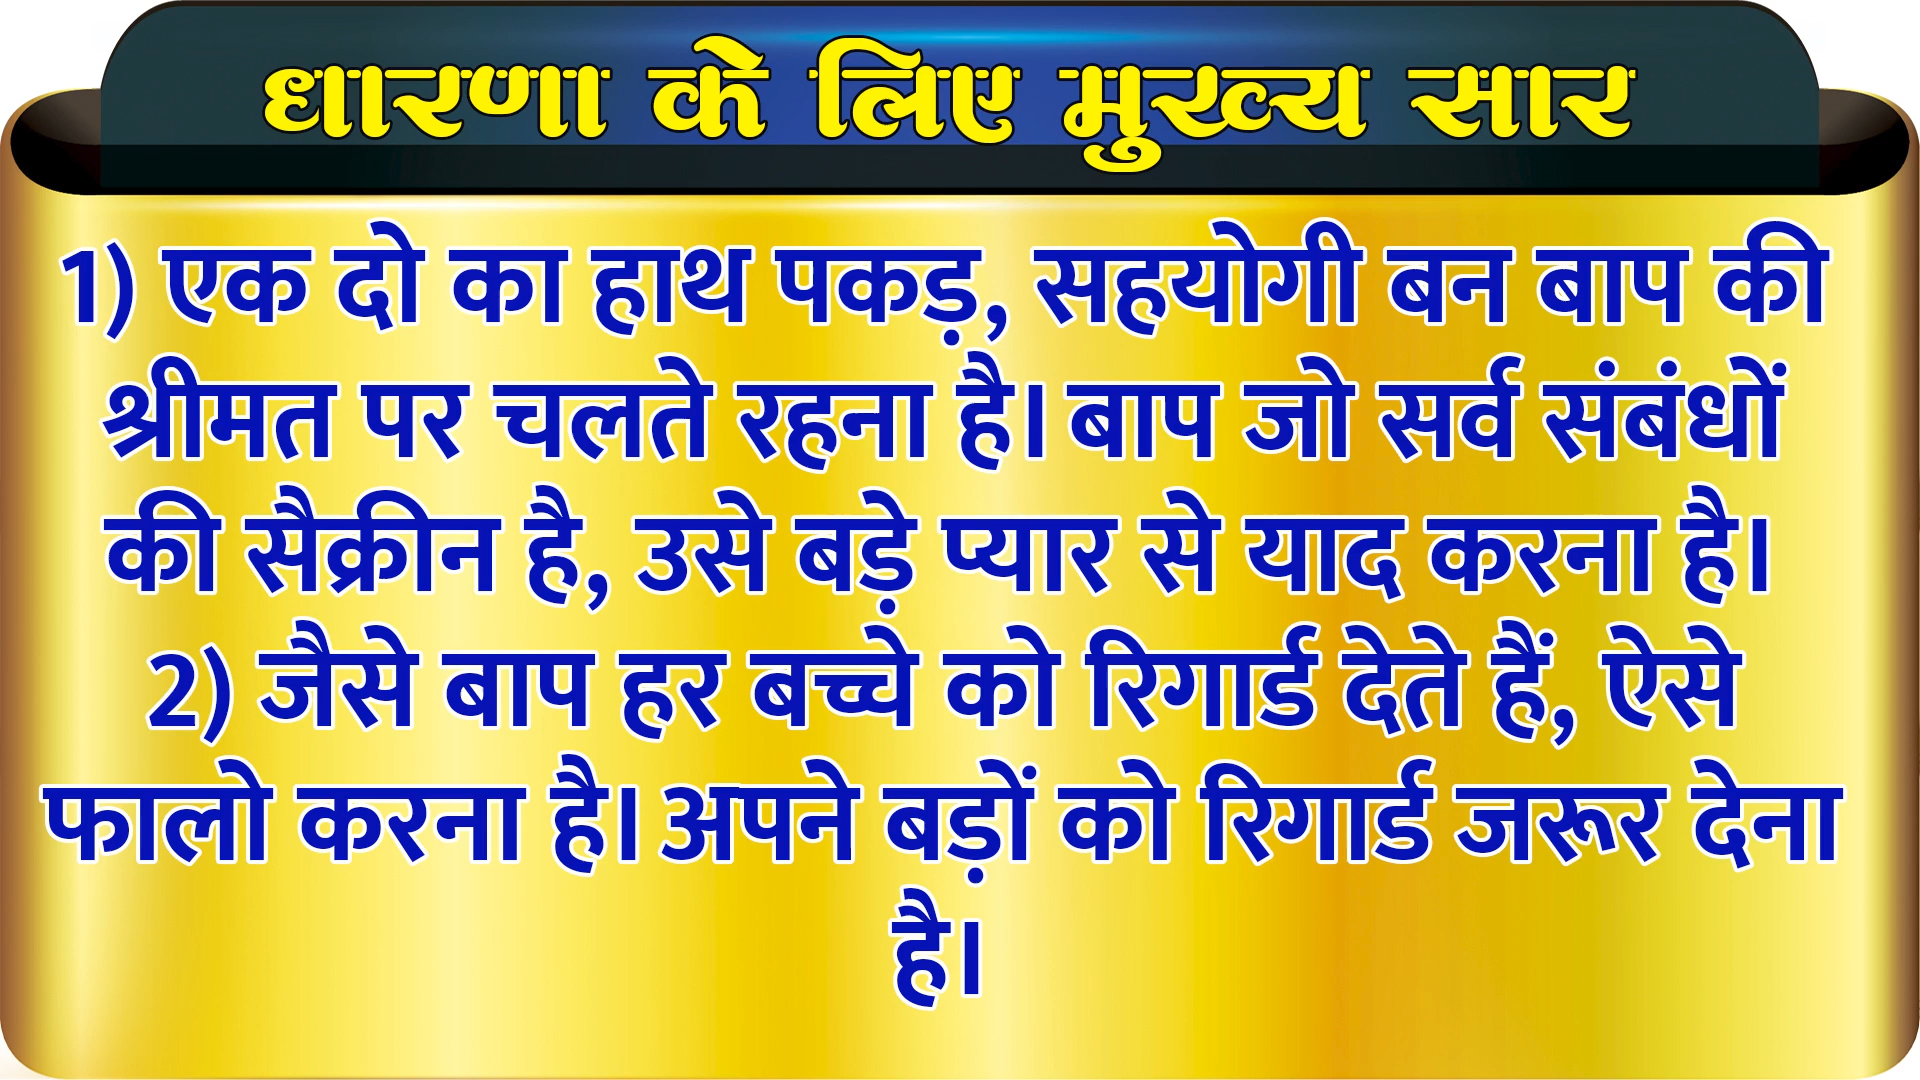 धारणा के लिए मुख्य सार
1) एक दो का हाथ पकड़, सहयोगी बन बाप की
श्रीमत पर चलते रहना है। बाप जो सर्व संबंधों
की सैक्रीन है, उसे बड़े प्यार से याद करना है।
2) जैसे बाप हर बच्चे को रिगार्ड देते हैं, ऐसे
फालो करना है। अपने बड़ों को रिगार्ड जरूर देना
है।